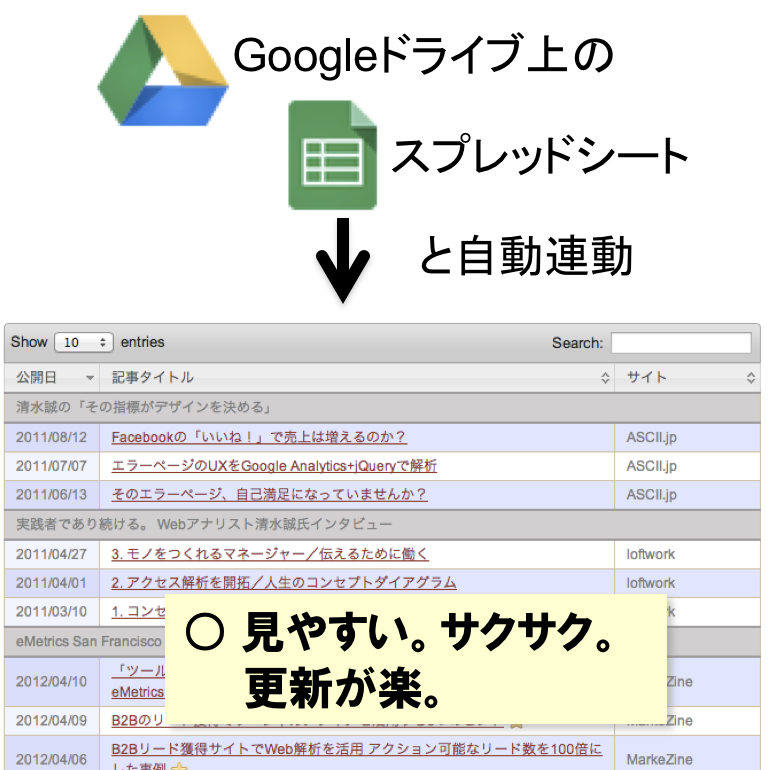 Googleドライブ上の
スプレッドシート
と自動連動
Show 10 entries Search:
公開日 記事タイトル サイト
清水誠の「その指標がデザインを決める」
2011/08/12 Facebookの「いいね！」で売上は増えるのか？ ASCII.jp
2011/07/07 エラーページのUXをGoogle Analytics+jQueryで解析 ASCII.jp
2011/06/13 そのエラーページ、自己満足になっていませんか？ ASCII.jp
実践者であり続ける。 Webアナリスト清水誠氏インタビュー
2011/04/27 3. モノをつくれるマネージャー／伝えるために働く loftwork
2011/04/01 2. アクセス解析を開拓／人生のコンセプトダイアグラム loftwork
2011/03/10 1. コンセ k
eMetrics San Francisco
○ 見やすい。サクサク。
更新が楽。
2012/04/10 「ツール Zine
eMetrics
2012/04/09 B2Bのリ
2012/04/06 B2Bリード獲得サイトでWeb解析を活用 アクション可能なリード数を100倍に MarkeZine
した事例